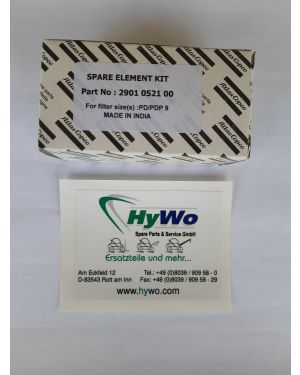 Atlas Copco
SPARE ELEMENT KIT
Part No : 2901 0521 00
For filter size(s) :PD/PDP 9
MADE IN INDIA
HyWo
Spare Parts & Service GmbH
Ersatzteile und mehr...
Am Eckfeld 12
D-83543 Rott am Inn
Tel.: +49 (0)8039 / 909 58 - 0
Fax: +49 (0)8039 / 909 58 - 29
www.hywo.com